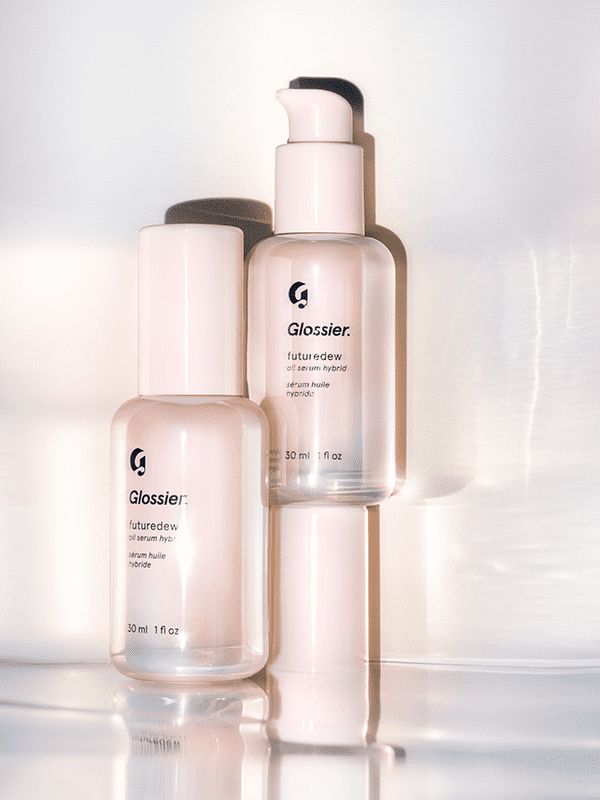 G
Glossier.
futuredew
oil serum hybrid
sérum huile
hybride
30 ml 1 fl oz
G
Glossier.
futuredew
oil serum hybr
sérum huile
hybride
30 ml 1 fl oz